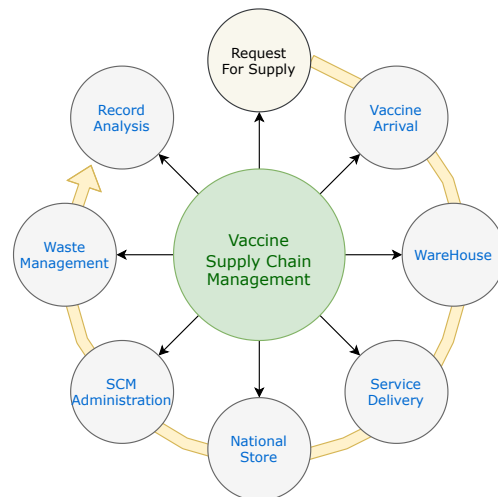 Request
For Supply
Vaccine
Arrival
WareHouse
Service
Delivery
National
Store
SCM
Administration
Waste
Management
Record
Analysis
Vaccine
Supply Chain
Management